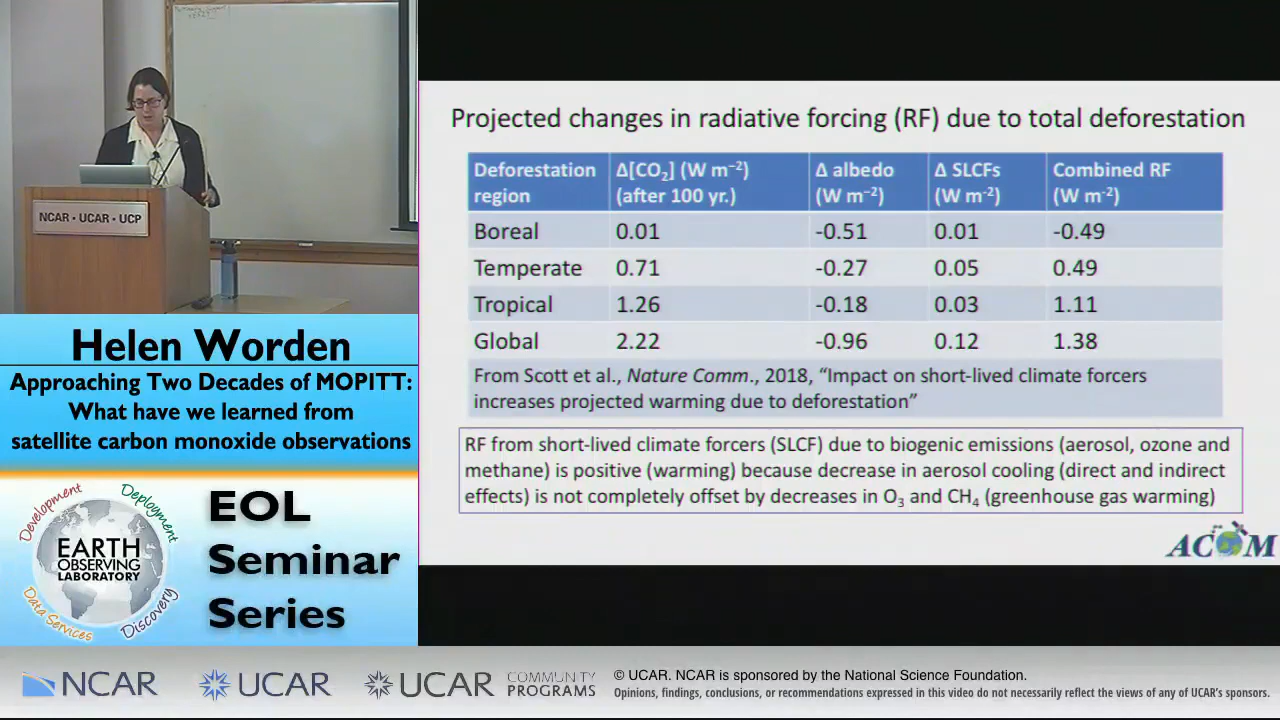 NCAR • UCAR • UCP
Helen Worden
Approaching Two Decades of MOPITT:
What have we learned from
satellite carbon monoxide observations
Development
Deployment
EARTH
OBSERVING
LABORATORY
Data Services
Discovery
EOL
Seminar
Series
Projected changes in radiative forcing (RF) due to total deforestation
Deforestation region Δ[CO₂] (W m⁻²) (after 100 yr.) Δ albedo (W m⁻²) Δ SLCFs (W m⁻²) Combined RF (W m⁻²)
Boreal 0.01 -0.51 0.01 -0.49
Temperate 0.71 -0.27 0.05 0.49
Tropical 1.26 -0.18 0.03 1.11
Global 2.22 -0.96 0.12 1.38
From Scott et al., Nature Comm., 2018, “Impact on short-lived climate forcers
increases projected warming due to deforestation”
RF from short-lived climate forcers (SLCF) due to biogenic emissions (aerosol, ozone and
methane) is positive (warming) because decrease in aerosol cooling (direct and indirect
effects) is not completely offset by decreases in O₃ and CH₄ (greenhouse gas warming)
ACOM
NCAR
UCAR
UCAR COMMUNITY PROGRAMS
© UCAR. NCAR is sponsored by the National Science Foundation.
Opinions, findings, conclusions, or recommendations expressed in this video do not necessarily reflect the views of any of UCAR's sponsors.